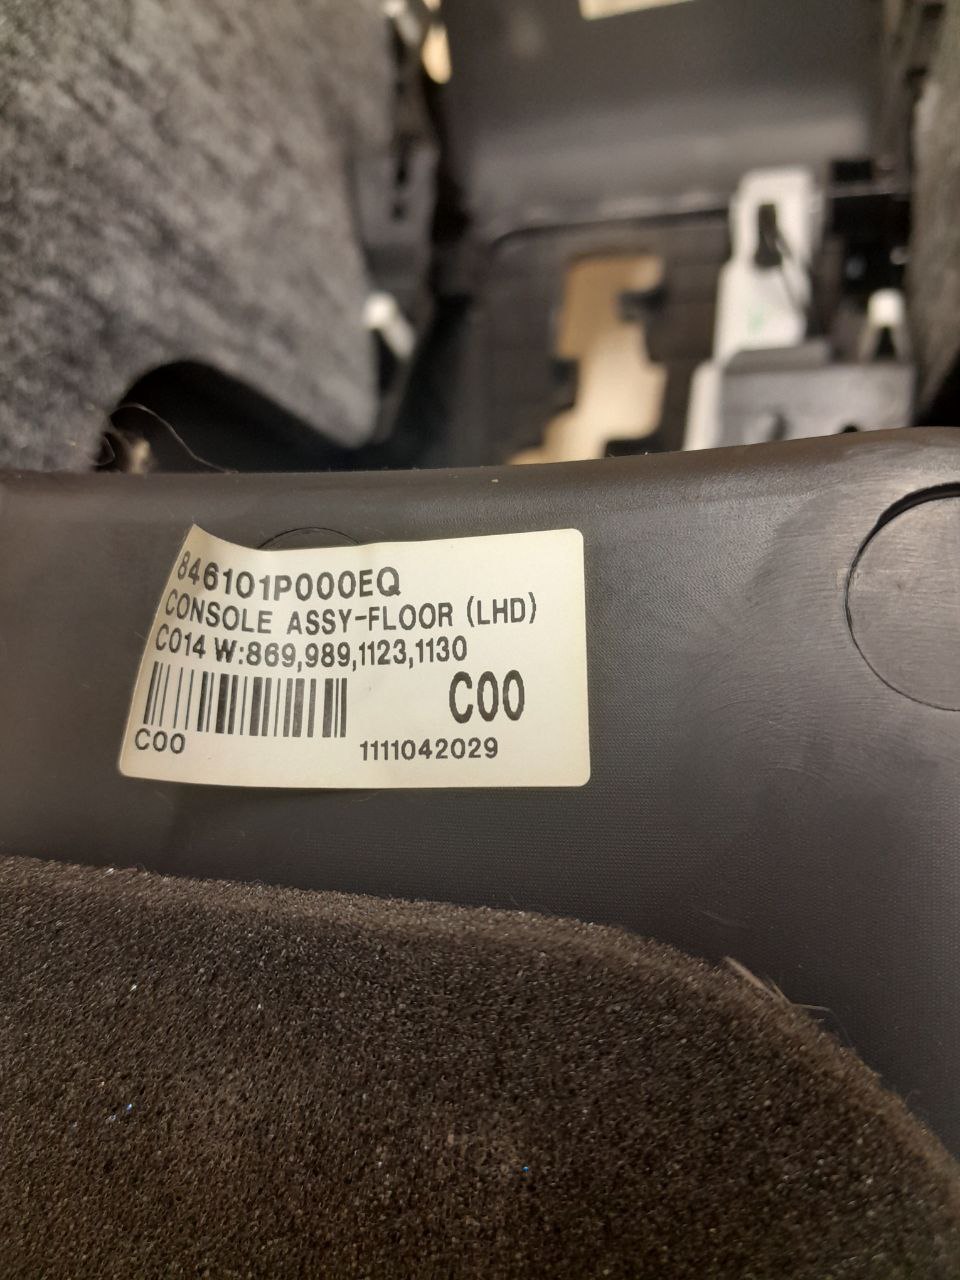 846101P000EQ
CONSOLE ASSY-FLOOR (LHD)
C014 W:869,989,1123,1130
C00
C00
1111042029